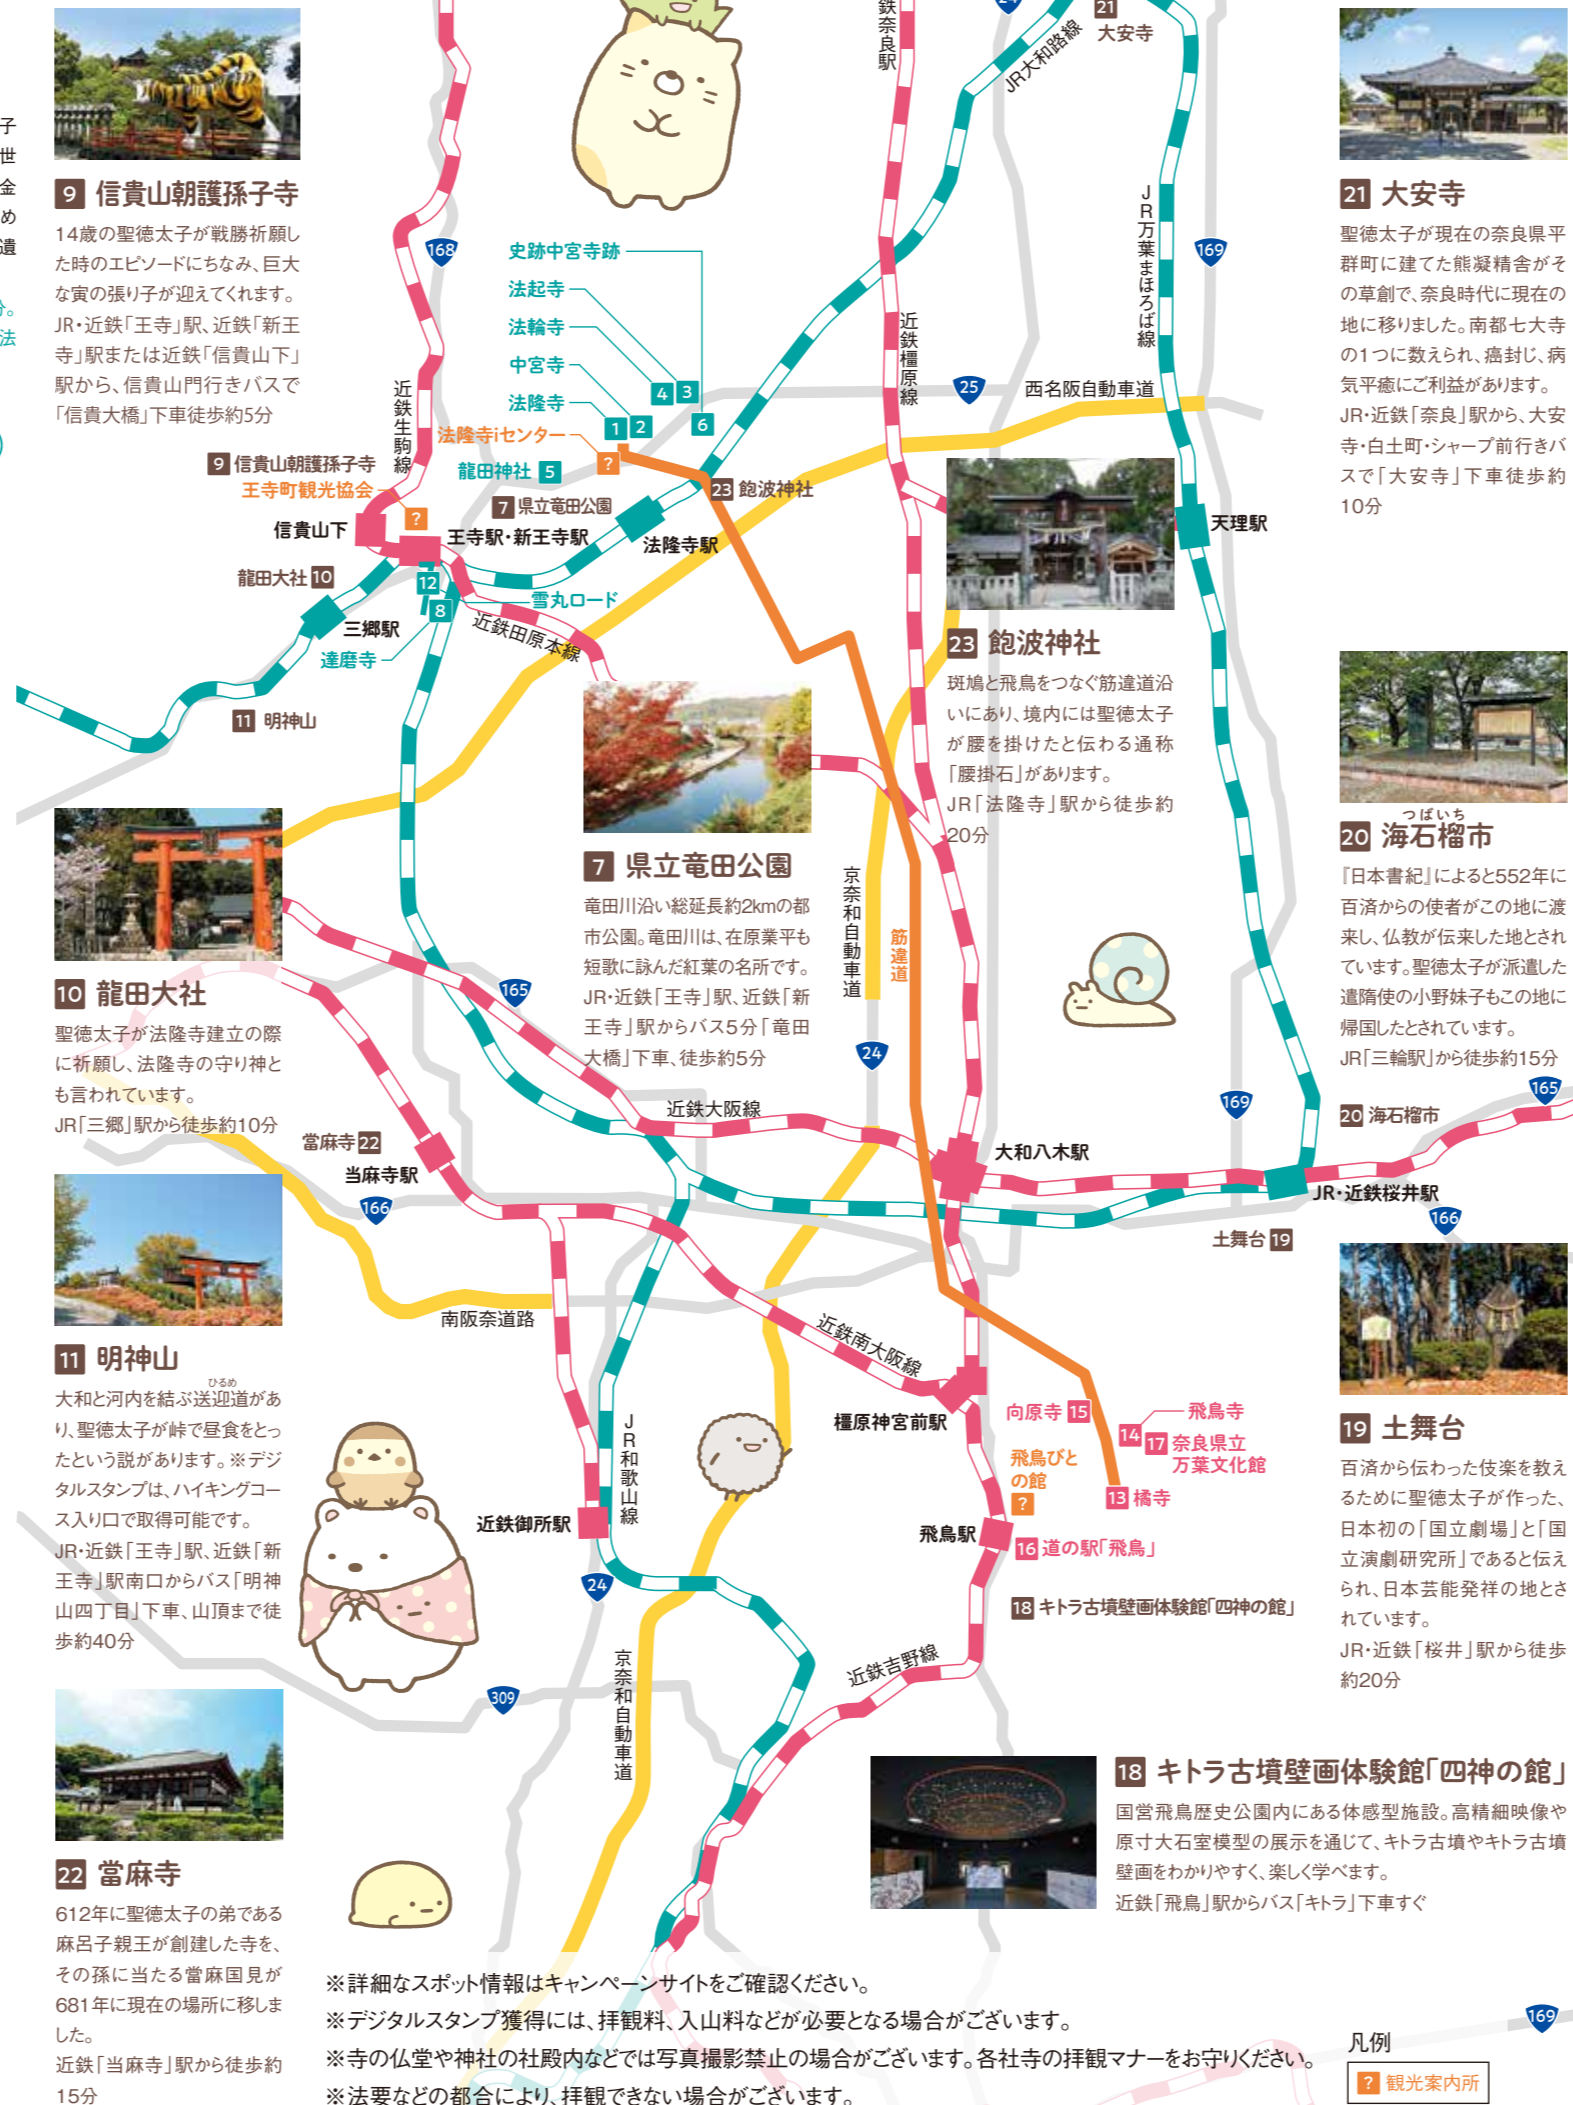 子
世
金
め
遺
分。
法
)
9 信貴山朝護孫子寺
14歳の聖徳太子が戦勝祈願し
た時のエピソードにちなみ、巨大
な寅の張り子が迎えてくれます。
JR・近鉄「王寺」駅、近鉄「新王
寺」駅または近鉄「信貴山下」
駅から、信貴山門行きバスで
「信貴大橋」下車徒歩約5分
鉄奈良駅
24
21
大安寺
JR大和路線
JR万葉まほろば線
169
168
史跡中宮寺跡
法起寺
法輪寺
中宮寺
法隆寺
4
3
1
2
6
法隆寺iセンター
?
龍田神社 5
近鉄生駒線
近鉄橿原線
25
西名阪自動車道
9 信貴山朝護孫子寺
王寺町観光協会
?
7 県立竜田公園
23 飽波神社
信貴山下
王寺駅・新王寺駅
法隆寺駅
天理駅
龍田大社 10
12
8
雪丸ロード
三郷駅
達磨寺
近鉄田原本線
11 明神山
21 大安寺
聖徳太子が現在の奈良県平
群町に建てた熊凝精舎がそ
の草創で、奈良時代に現在の
地に移りました。南都七大寺
の1つに数えられ、癌封じ、病
気平癒にご利益があります。
JR・近鉄「奈良」駅から、大安
寺・白土町・シャープ前行きバ
スで「大安寺」下車徒歩約
10分
23 飽波神社
斑鳩と飛鳥をつなぐ筋違道沿
いにあり、境内には聖徳太子
が腰を掛けたと伝わる通称
「腰掛石」があります。
JR「法隆寺」駅から徒歩約
20分
7 県立竜田公園
竜田川沿い総延長約2kmの都
市公園。竜田川は、在原業平も
短歌に詠んだ紅葉の名所です。
JR・近鉄「王寺」駅、近鉄「新
王寺」駅からバス5分「竜田
大橋」下車、徒歩約5分
京奈和自動車道
筋違道
24
つばいち
20 海石榴市
『日本書紀』によると552年に
百済からの使者がこの地に渡
来し、仏教が伝来した地とされ
ています。聖徳太子が派遣した
遣隋使の小野妹子もこの地に
帰国したとされています。
JR「三輪駅」から徒歩約15分
10 龍田大社
聖徳太子が法隆寺建立の際
に祈願し、法隆寺の守り神と
も言われています。
JR「三郷」駅から徒歩約10分
165
近鉄大阪線
169
165
20 海石榴市
當麻寺 22
当麻寺駅
166
大和八木駅
JR・近鉄桜井駅
166
土舞台 19
南阪奈道路
近鉄南大阪線
橿原神宮前駅
向原寺 15
飛鳥寺
14
17 奈良県立
万葉文化館
飛鳥びと
の館
?
13 橘寺
JR和歌山線
近鉄御所駅
24
飛鳥駅
16 道の駅「飛鳥」
18 キトラ古墳壁画体験館「四神の館」
近鉄吉野線
京奈和自動車道
309
11 明神山
ひるめ
大和と河内を結ぶ送迎道があ
り、聖徳太子が峠で昼食をとっ
たという説があります。※デジ
タルスタンプは、ハイキングコー
ス入り口で取得可能です。
JR・近鉄「王寺」駅、近鉄「新
王寺」駅南口からバス「明神
山四丁目」下車、山頂まで徒
歩約40分
19 土舞台
百済から伝わった伎楽を教え
るために聖徳太子が作った、
日本初の「国立劇場」と「国
立演劇研究所」であると伝え
られ、日本芸能発祥の地とさ
れています。
JR・近鉄「桜井」駅から徒歩
約20分
22 當麻寺
612年に聖徳太子の弟である
麻呂子親王が創建した寺を、
その孫に当たる當麻国見が
681年に現在の場所に移しま
した。
近鉄「当麻寺」駅から徒歩約
15分
18 キトラ古墳壁画体験館「四神の館」
国営飛鳥歴史公園内にある体感型施設。高精細映像や
原寸大石室模型の展示を通じて、キトラ古墳やキトラ古墳
壁画をわかりやすく、楽しく学べます。
近鉄「飛鳥」駅からバス「キトラ」下車すぐ
※詳細なスポット情報はキャンペーンサイトをご確認ください。
※デジタルスタンプ獲得には、拝観料、入山料などが必要となる場合がございます。
※寺の仏堂や神社の社殿内などでは写真撮影禁止の場合がございます。各社寺の拝観マナーをお守りください。
※法要などの都合により、拝観できない場合がございます。
169
凡例
? 観光案内所